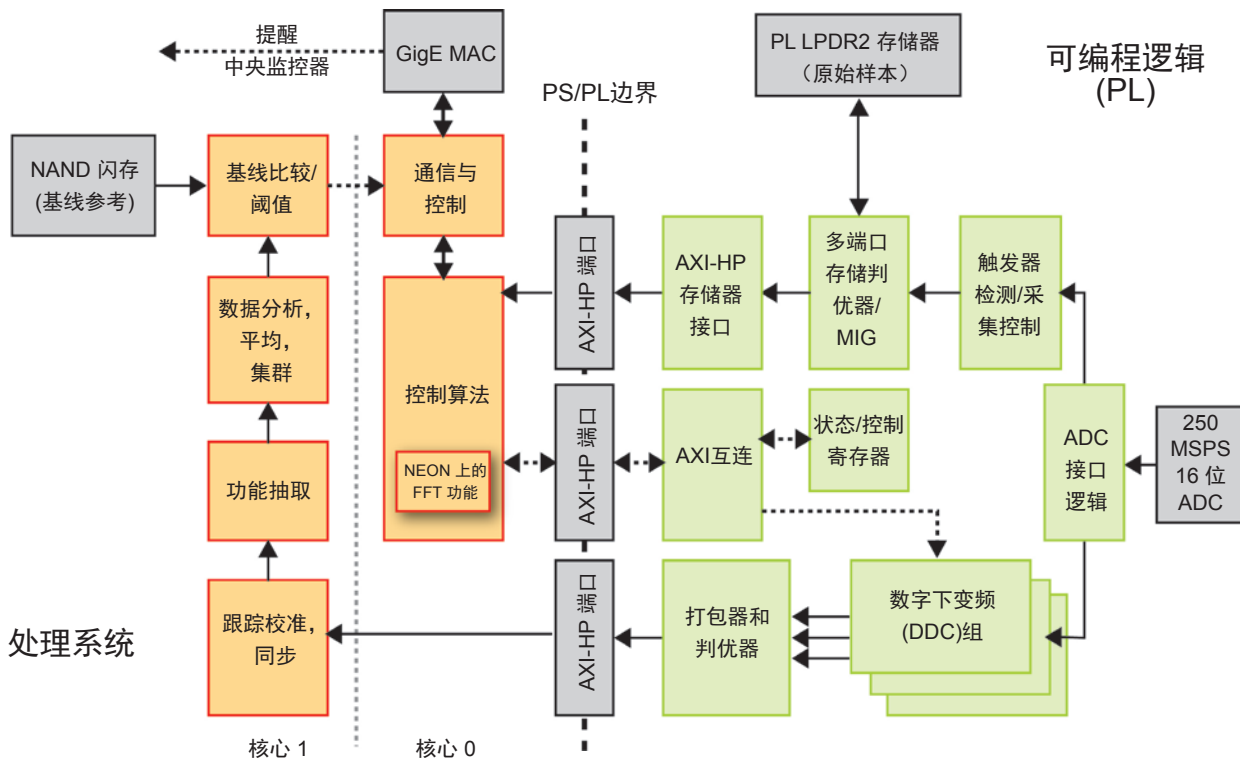 提醒
中央监控器
GigE MAC
PL LPDR2 存储器
（原始样本）
可编程逻辑
(PL)
PS/PL边界
NAND 闪存
(基线参考)
基线比较/
阈值
通信与
控制
AXI-HP 端口
AXI-HP
存储器
接口
多端口
存储判
优器/
MIG
触发器
检测/采
集控制
数据分析，
平均，
集群
控制算法
NEON 上的
FFT 功能
AXI-HP 端口
AXI互连
状态/控制
寄存器
ADC
接口
逻辑
250
MSPS
16 位
ADC
功能抽取
处理系统
跟踪校准，
同步
AXI-HP 端口
打包器和
判优器
数字下变频
(DDC)组
核心 1
核心 0